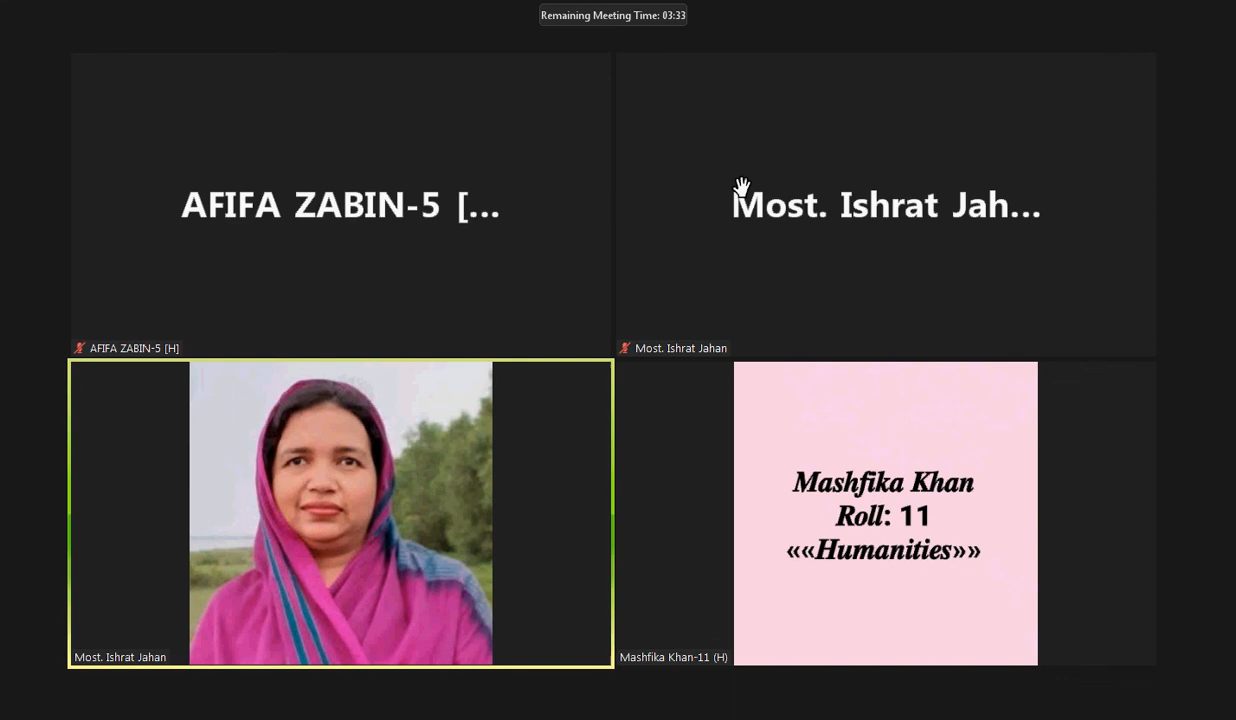 Remaining Meeting Time: 03:33
AFIFA ZABIN-5 [...
Most. Ishrat Jah...
AFIFA ZABIN-5 [H]
Most. Ishrat Jahan
Mashfika Khan
Roll: 11
««Humanities»»
Most. Ishrat Jahan
Mashfika Khan-11 (H)